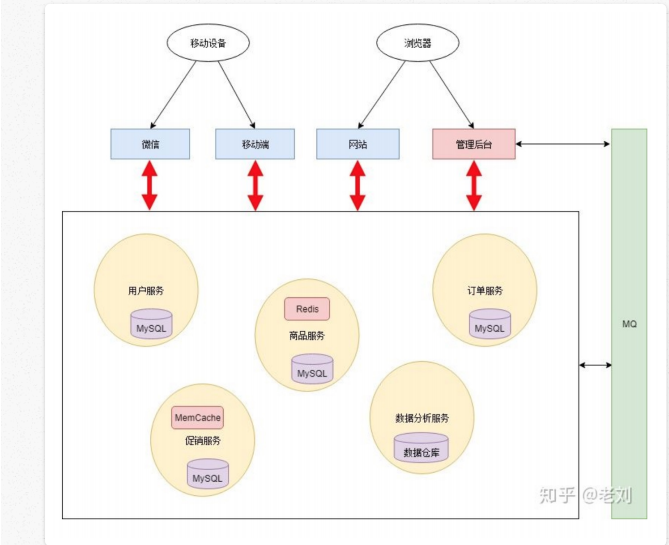 移动设备
浏览器
微信
移动端
网站
管理后台
用户服务
MySQL
Redis
商品服务
MySQL
订单服务
MySQL
MQ
MemCache
促销服务
MySQL
数据分析服务
数据仓库
知乎 @老刘